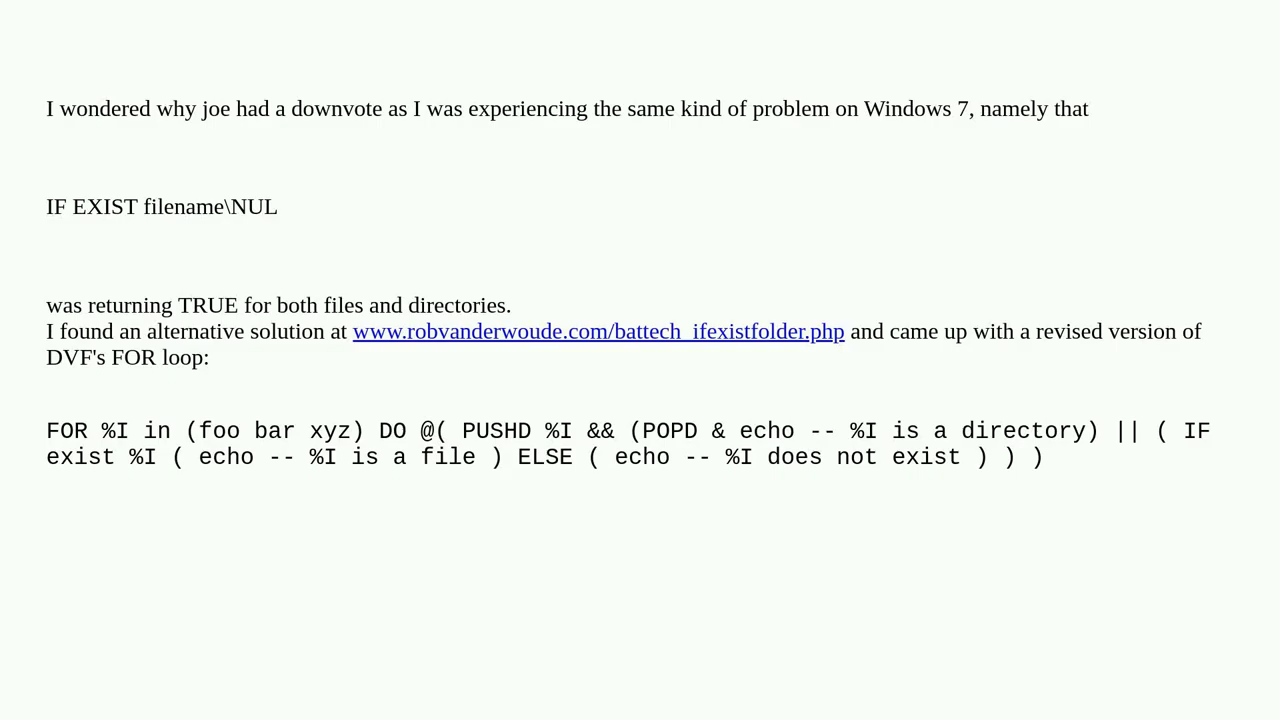 I wondered why joe had a downvote as I was experiencing the same kind of problem on Windows 7, namely that
IF EXIST filename\NUL
was returning TRUE for both files and directories.
I found an alternative solution at www.robvanderwoude.com/battech_ifexistfolder.php and came up with a revised version of
DVF's FOR loop:
FOR %I in (foo bar xyz) DO @( PUSHD %I && (POPD & echo -- %I is a directory) || ( IF
exist %I ( echo -- %I is a file ) ELSE ( echo -- %I does not exist ) ) )